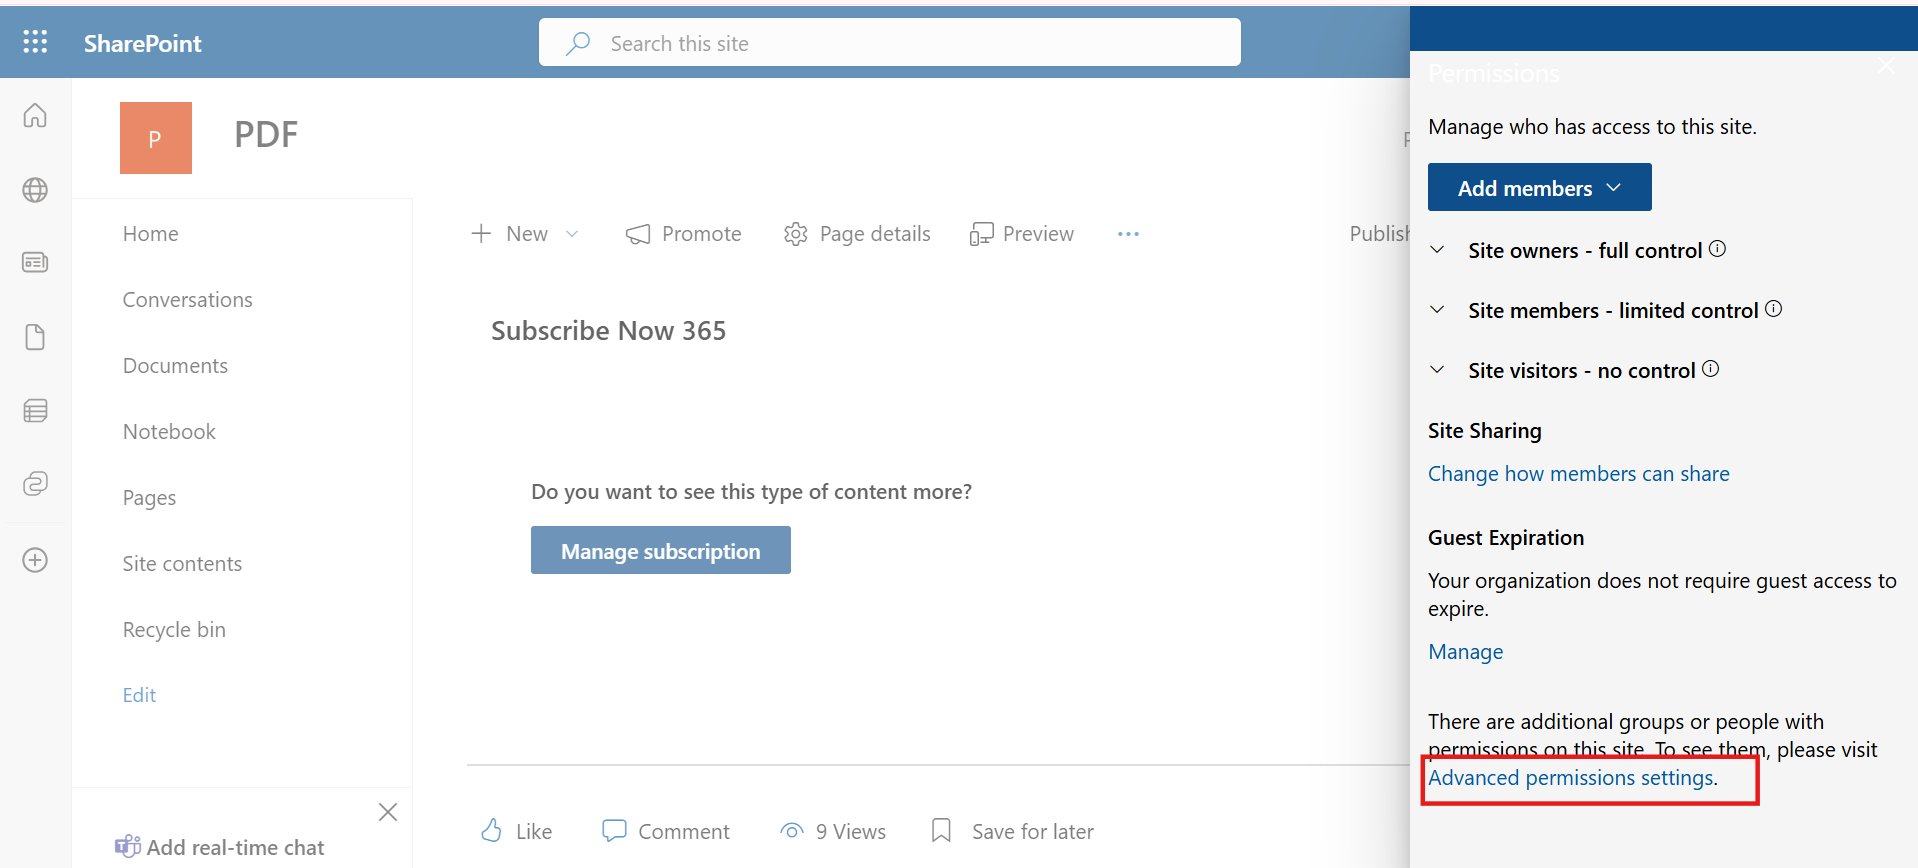 SharePoint
Search this site
P
PDF
Home
Conversations
Documents
Notebook
Pages
Site contents
Recycle bin
Edit
Add real-time chat
New
Promote
Page details
Preview
Publish
Subscribe Now 365
Do you want to see this type of content more?
Manage subscription
Like
Comment
9 Views
Save for later
Permissions
Manage who has access to this site.
Add members
Site owners - full control
Site members - limited control
Site visitors - no control
Site Sharing
Change how members can share
Guest Expiration
Your organization does not require guest access to
expire.
Manage
There are additional groups or people with
permissions on this site. To see them, please visit
Advanced permissions settings.